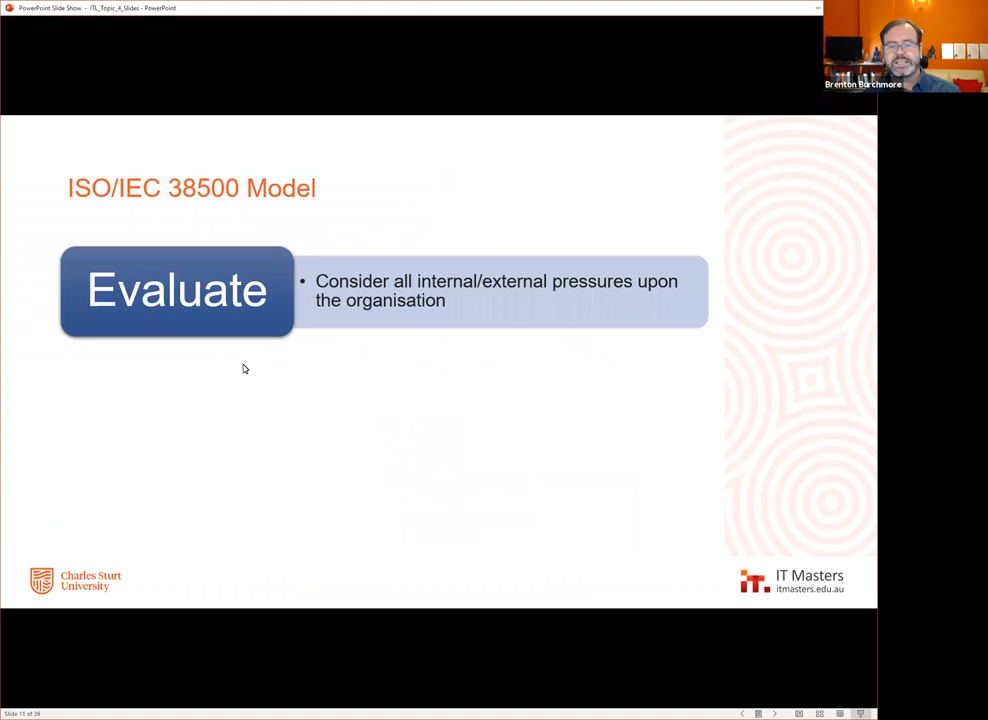 PowerPoint Slide Show - ITL_Topic_4_Slides - PowerPoint
Brenton Burchmore
ISO/IEC 38500 Model
Evaluate
• Consider all internal/external pressures upon
the organisation
Charles Sturt
University
IT Masters
itmasters.edu.au
Slide 11 of 39